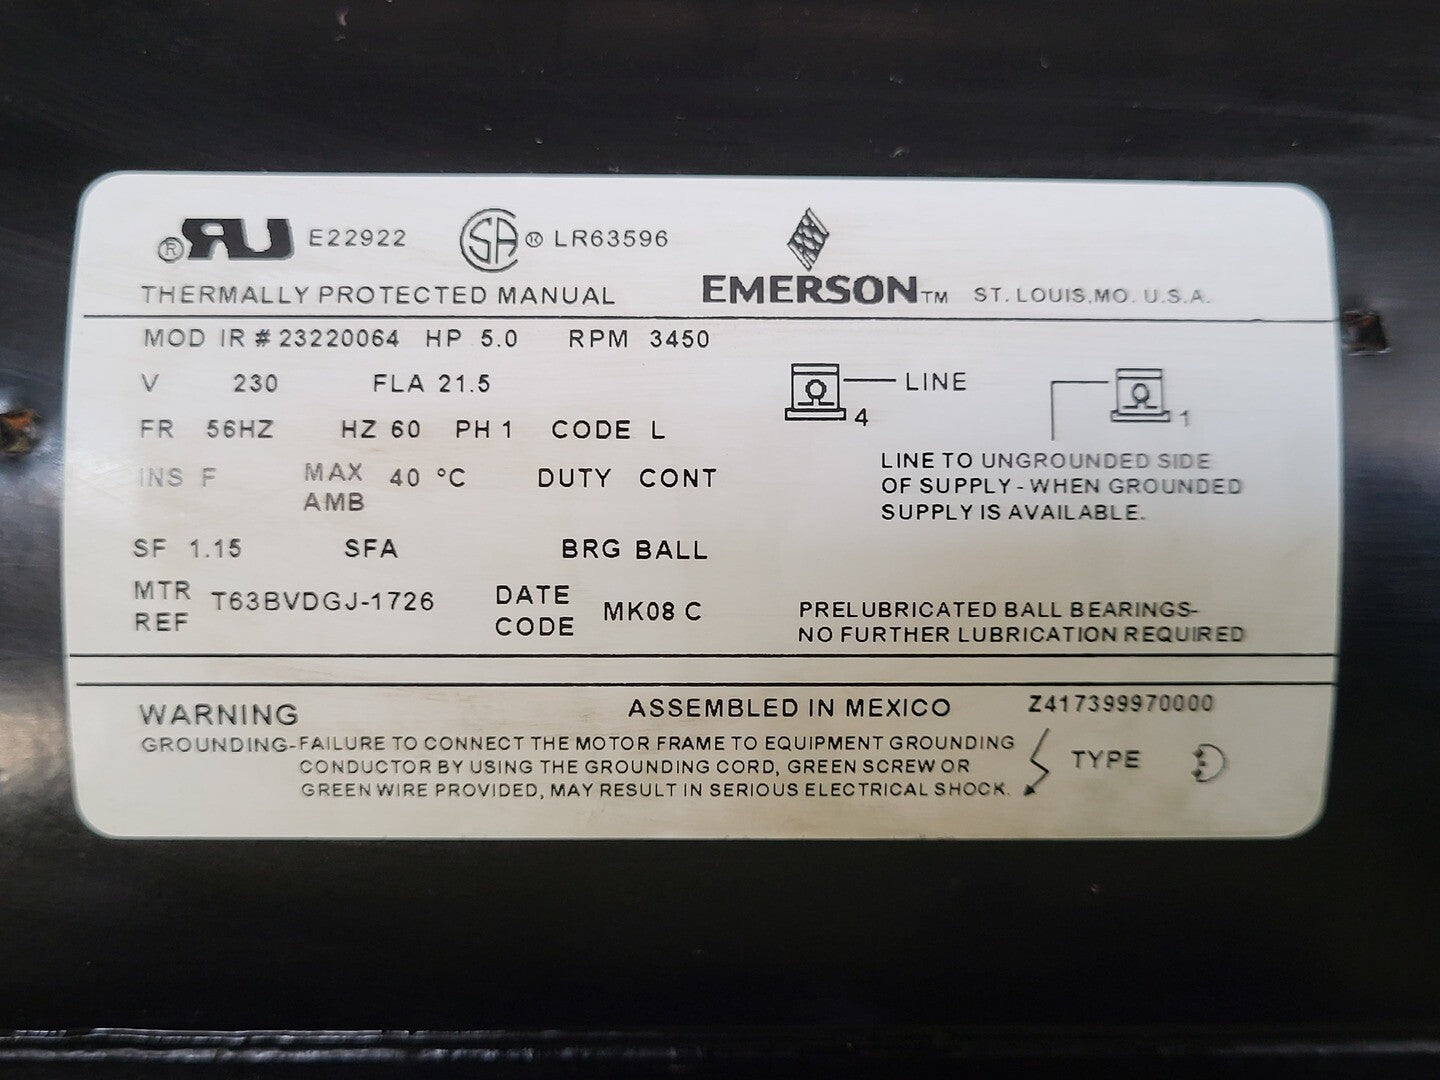 ® RU E22922 SA ® LR63596
THERMALLY PROTECTED MANUAL EMERSON™ ST. LOUIS, MO. U.S.A.
MOD IR # 23220064 HP 5.0 RPM 3450
V 230 FLA 21.5
FR 56HZ HZ 60 PH 1 CODE L
INS F MAX AMB 40 °C DUTY CONT
SF 1.15 SFA BRG BALL
MTR REF T63BVDGJ-1726 DATE CODE MK08 C
4 LINE
1
LINE TO UNGROUNDED SIDE
OF SUPPLY - WHEN GROUNDED
SUPPLY IS AVAILABLE.
PRELUBRICATED BALL BEARINGS-
NO FURTHER LUBRICATION REQUIRED
WARNING ASSEMBLED IN MEXICO Z417399970000
GROUNDING-FAILURE TO CONNECT THE MOTOR FRAME TO EQUIPMENT GROUNDING
CONDUCTOR BY USING THE GROUNDING CORD, GREEN SCREW OR
GREEN WIRE PROVIDED, MAY RESULT IN SERIOUS ELECTRICAL SHOCK.
TYPE